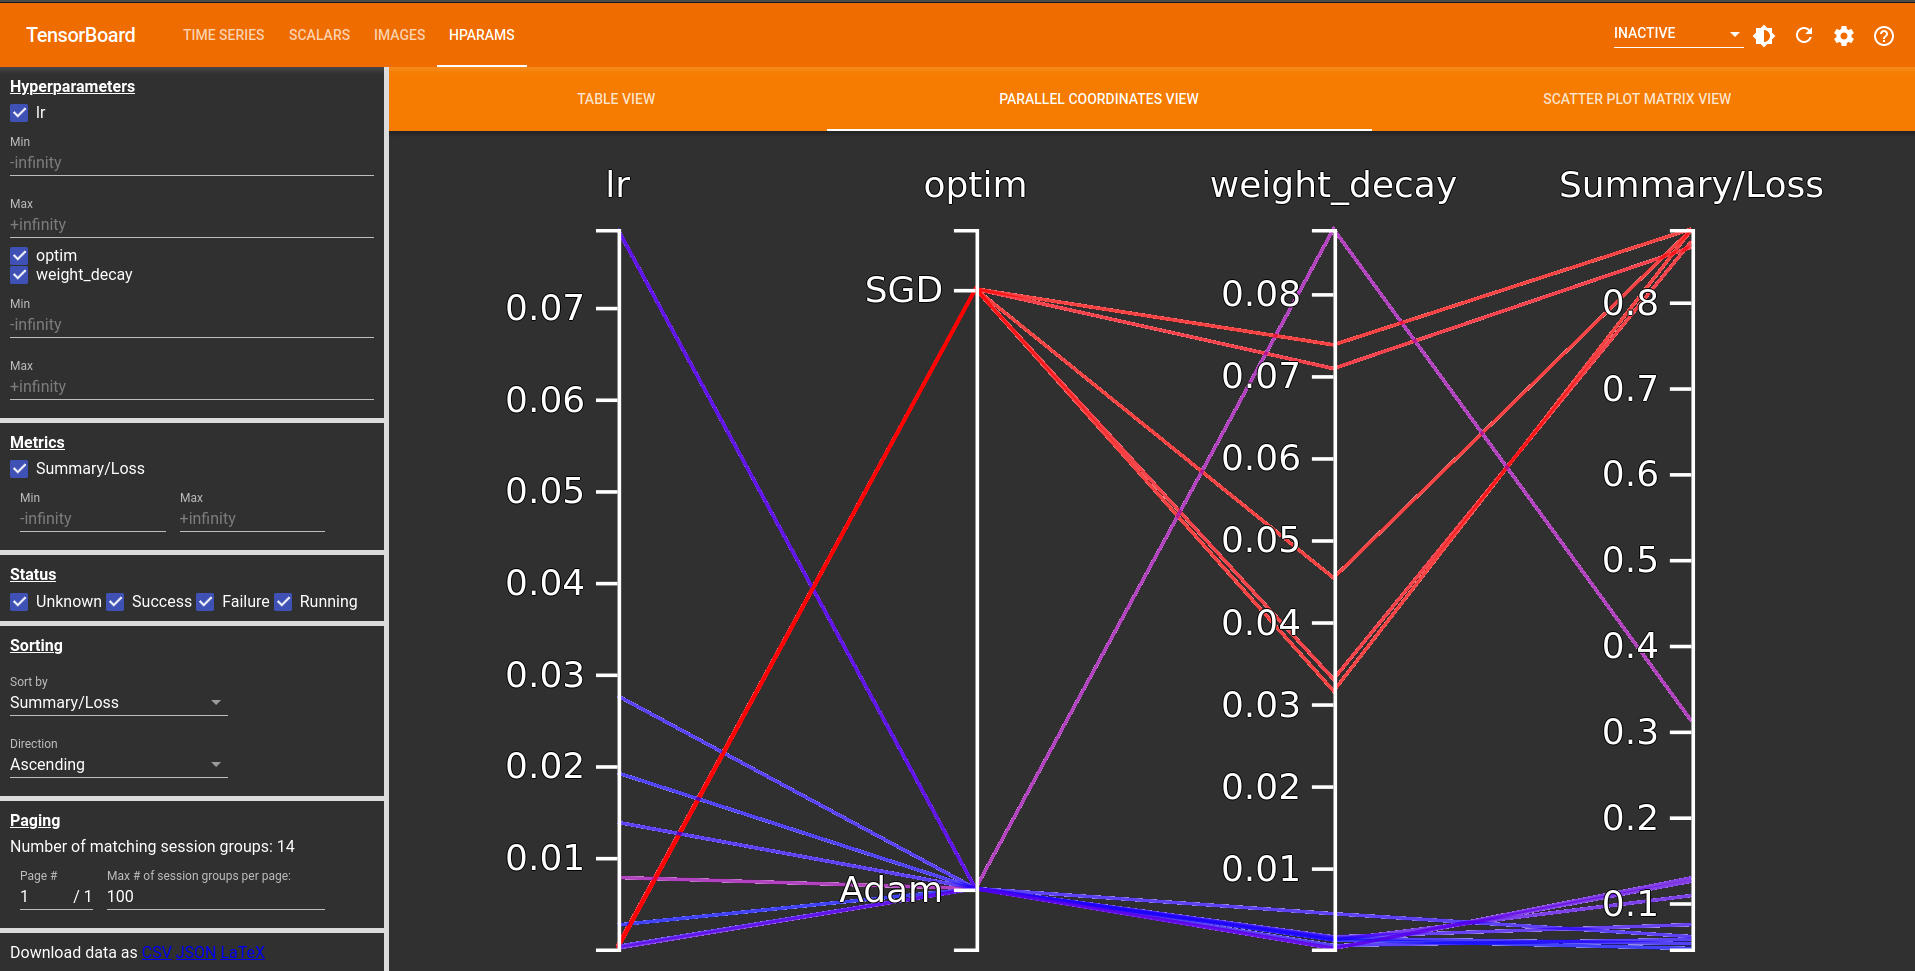 TensorBoard TIME SERIES SCALARS IMAGES HPARAMS INACTIVE
Hyperparameters
lr
Min
-infinity
Max
+infinity
optim
weight_decay
Min
-infinity
Max
+infinity
Metrics
Summary/Loss
Min Max
-infinity +infinity
Status
Unknown Success Failure Running
Sorting
Sort by
Summary/Loss
Direction
Ascending
Paging
Number of matching session groups: 14
Page # Max # of session groups per page:
1 / 1 100
Download data as CSV JSON LaTeX
TABLE VIEW PARALLEL COORDINATES VIEW SCATTER PLOT MATRIX VIEW
lr optim weight_decay Summary/Loss
0.07
0.06
0.05
0.04
0.03
0.02
0.01
SGD
Adam
0.08
0.07
0.06
0.05
0.04
0.03
0.02
0.01
0.8
0.7
0.6
0.5
0.4
0.3
0.2
0.1